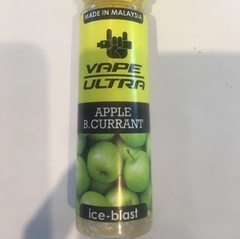 MADE IN MALAYSIA
VAPE
ULTRA
APPLE
B.CURRANT
ice-blast